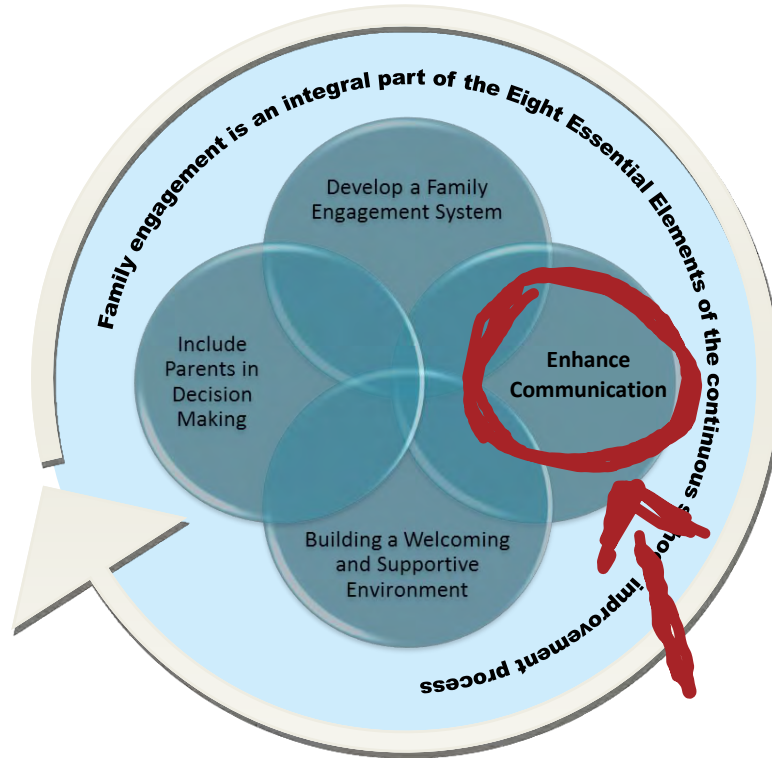 Family engagement is an integral part of the Eight Essential Elements of the continuous school improvement process
Develop a Family
Engagement System
Include
Parents in
Decision
Making
Enhance
Communication
Building a Welcoming
and Supportive
Environment